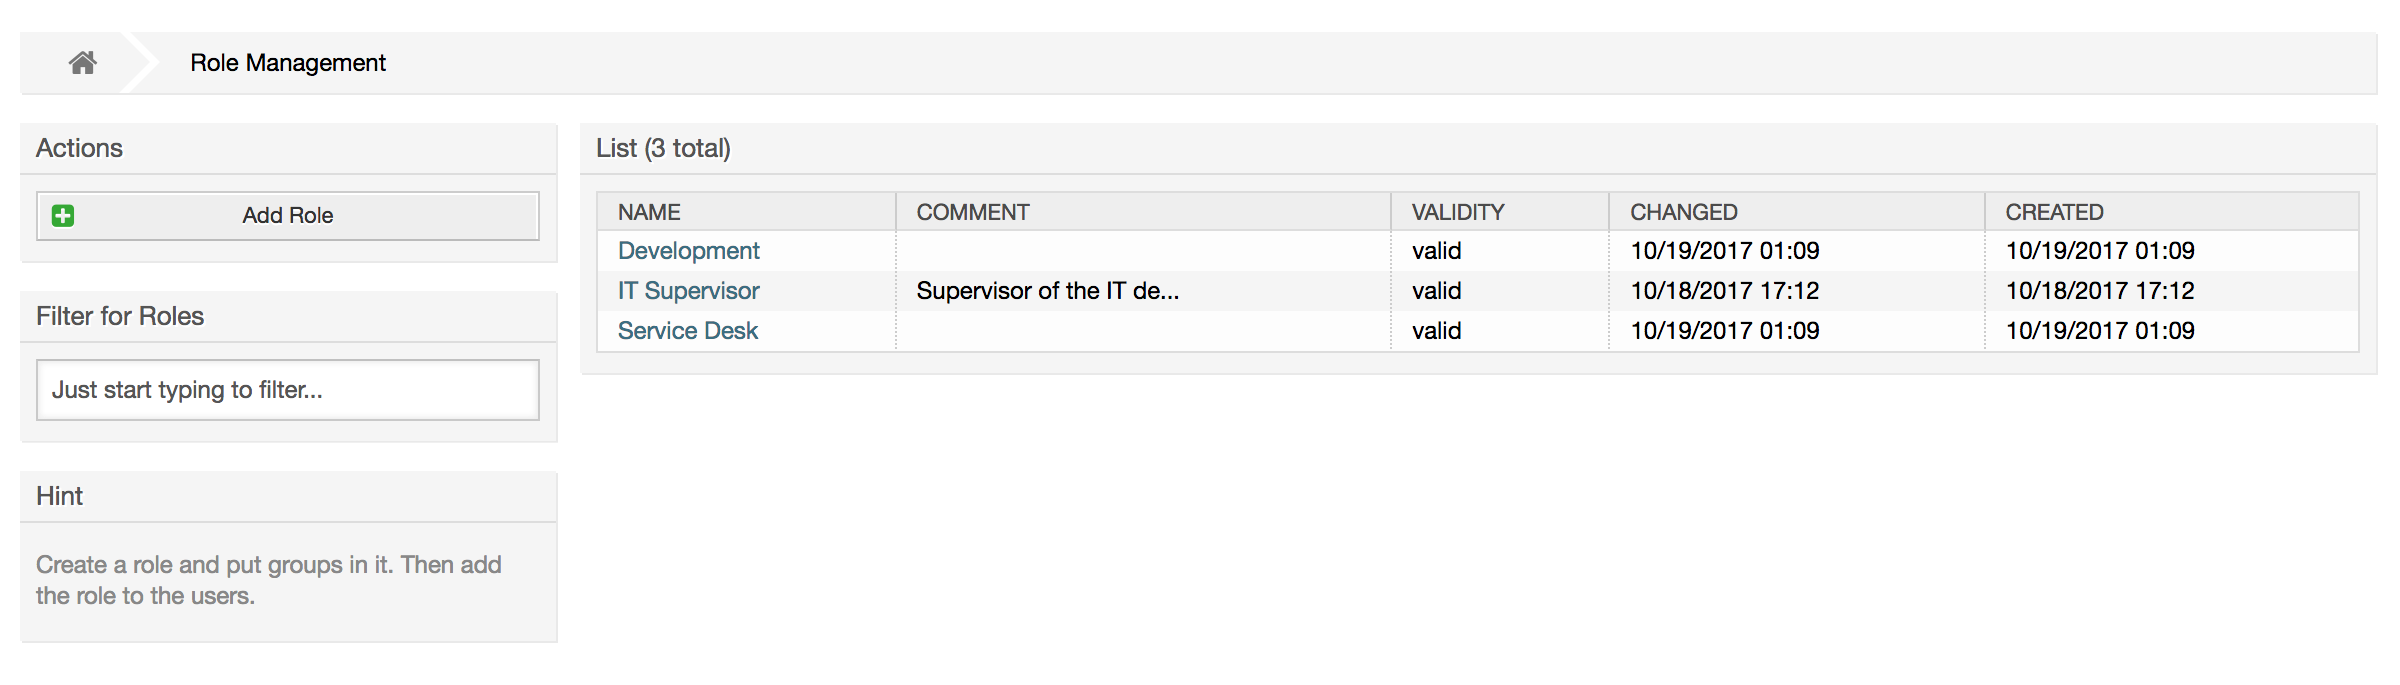 Role Management
Actions
Add Role
Filter for Roles
Just start typing to filter...
Hint
Create a role and put groups in it. Then add
the role to the users.
List (3 total)
NAME COMMENT VALIDITY CHANGED CREATED
Development valid 10/19/2017 01:09 10/19/2017 01:09
IT Supervisor Supervisor of the IT de... valid 10/18/2017 17:12 10/18/2017 17:12
Service Desk valid 10/19/2017 01:09 10/19/2017 01:09